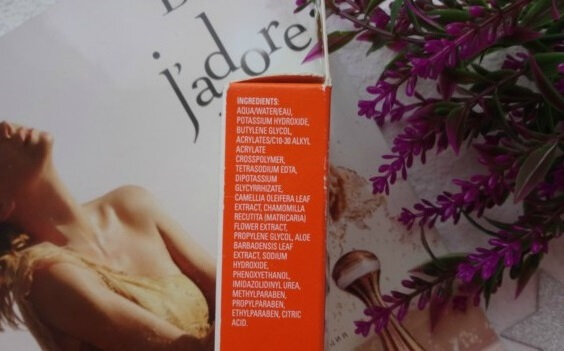 j'adore
INGREDIENTS:
AQUA/WATER/EAU,
POTASSIUM HYDROXIDE,
BUTYLENE GLYCOL,
ACRYLATES/C10-30 ALKYL
ACRYLATE
CROSSPOLYMER,
TETRASODIUM EDTA,
DIPOTASSIUM
GLYCYRRHIZATE,
CAMELLIA OLEIFERA LEAF
EXTRACT, CHAMOMILLA
RECUTITA (MATRICARIA)
FLOWER EXTRACT,
PROPYLENE GLYCOL, ALOE
BARBADENSIS LEAF
EXTRACT, SODIUM
HYDROXIDE,
PHENOXYETHANOL,
IMIDAZOLIDINYL UREA,
METHYLPARABEN,
PROPYLPARABEN,
ETHYLPARABEN, CITRIC
ACID.